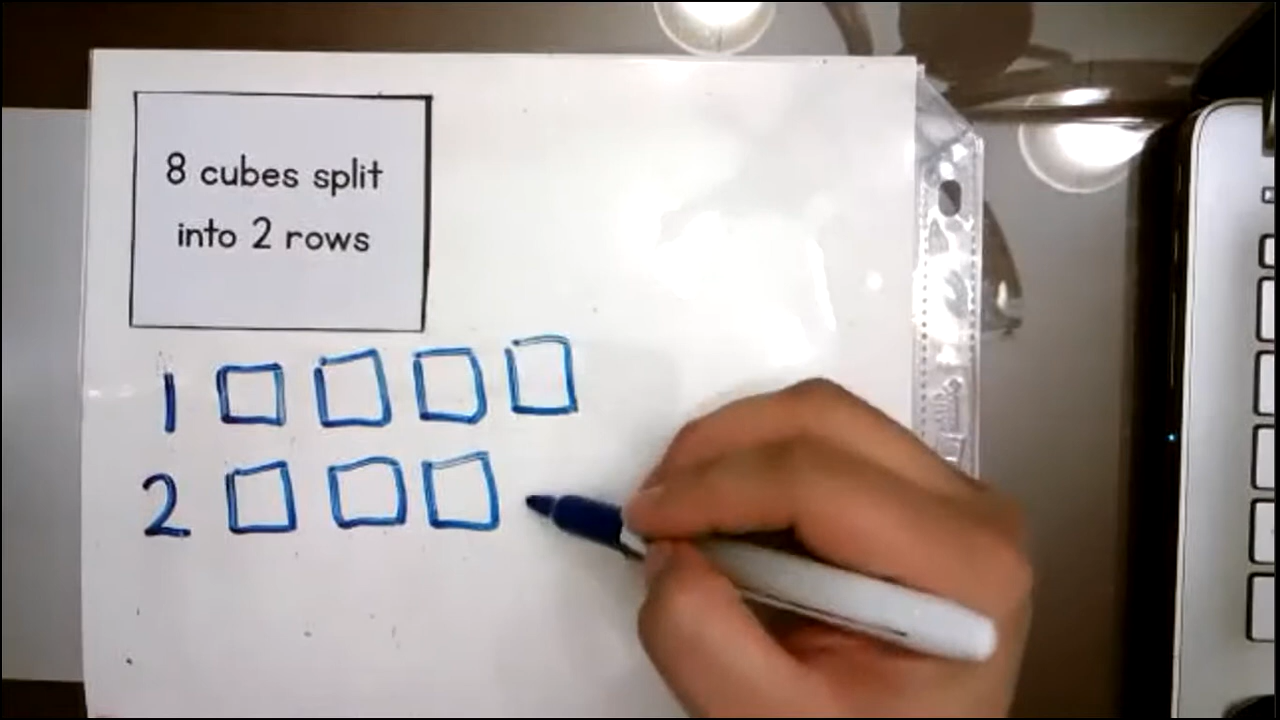 8 cubes split
into 2 rows
1
2